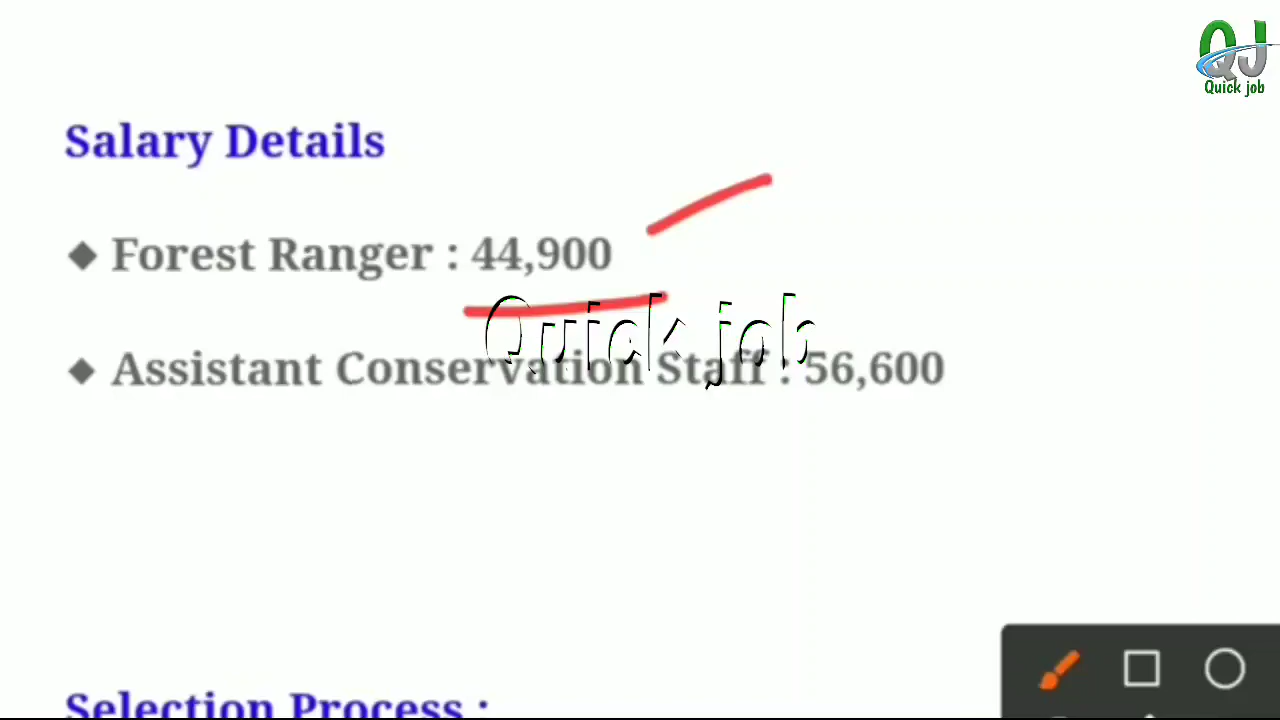 QJ
Quick job
Salary Details
◆ Forest Ranger : 44,900
Quick job
◆ Assistant Conservation Staff : 56,600
Selection Process :